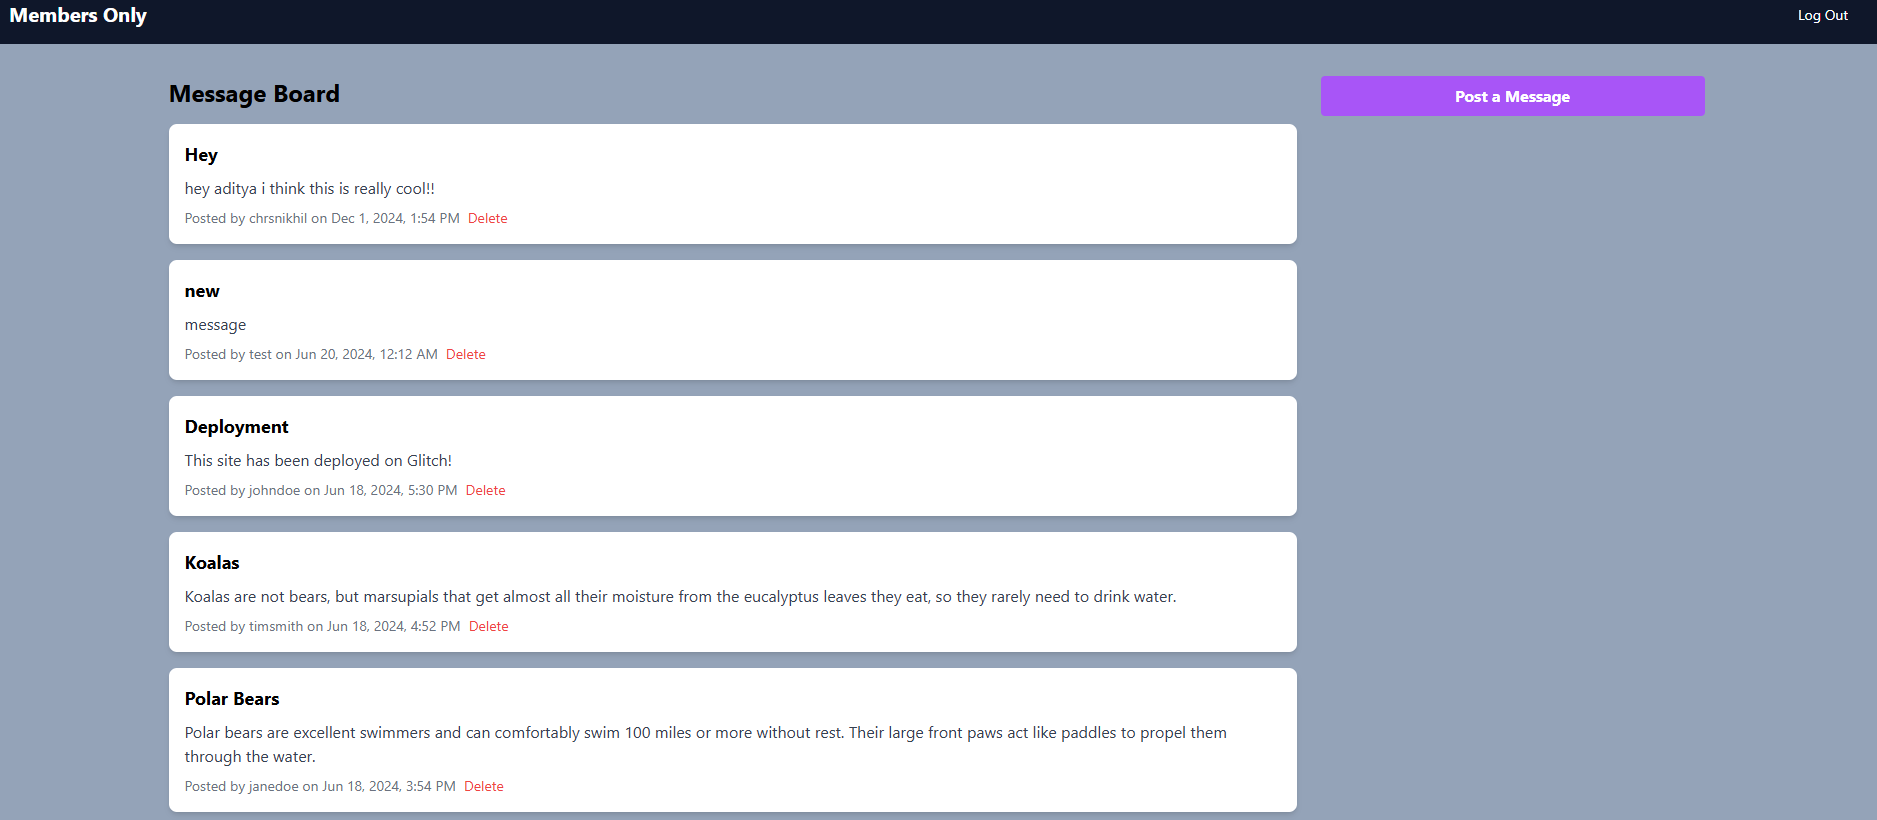 Members Only
Log Out
Message Board
Post a Message
Hey
hey aditya i think this is really cool!!
Posted by chrsnikhil on Dec 1, 2024, 1:54 PM Delete
new
message
Posted by test on Jun 20, 2024, 12:12 AM Delete
Deployment
This site has been deployed on Glitch!
Posted by johndoe on Jun 18, 2024, 5:30 PM Delete
Koalas
Koalas are not bears, but marsupials that get almost all their moisture from the eucalyptus leaves they eat, so they rarely need to drink water.
Posted by timsmith on Jun 18, 2024, 4:52 PM Delete
Polar Bears
Polar bears are excellent swimmers and can comfortably swim 100 miles or more without rest. Their large front paws act like paddles to propel them
through the water.
Posted by janedoe on Jun 18, 2024, 3:54 PM Delete